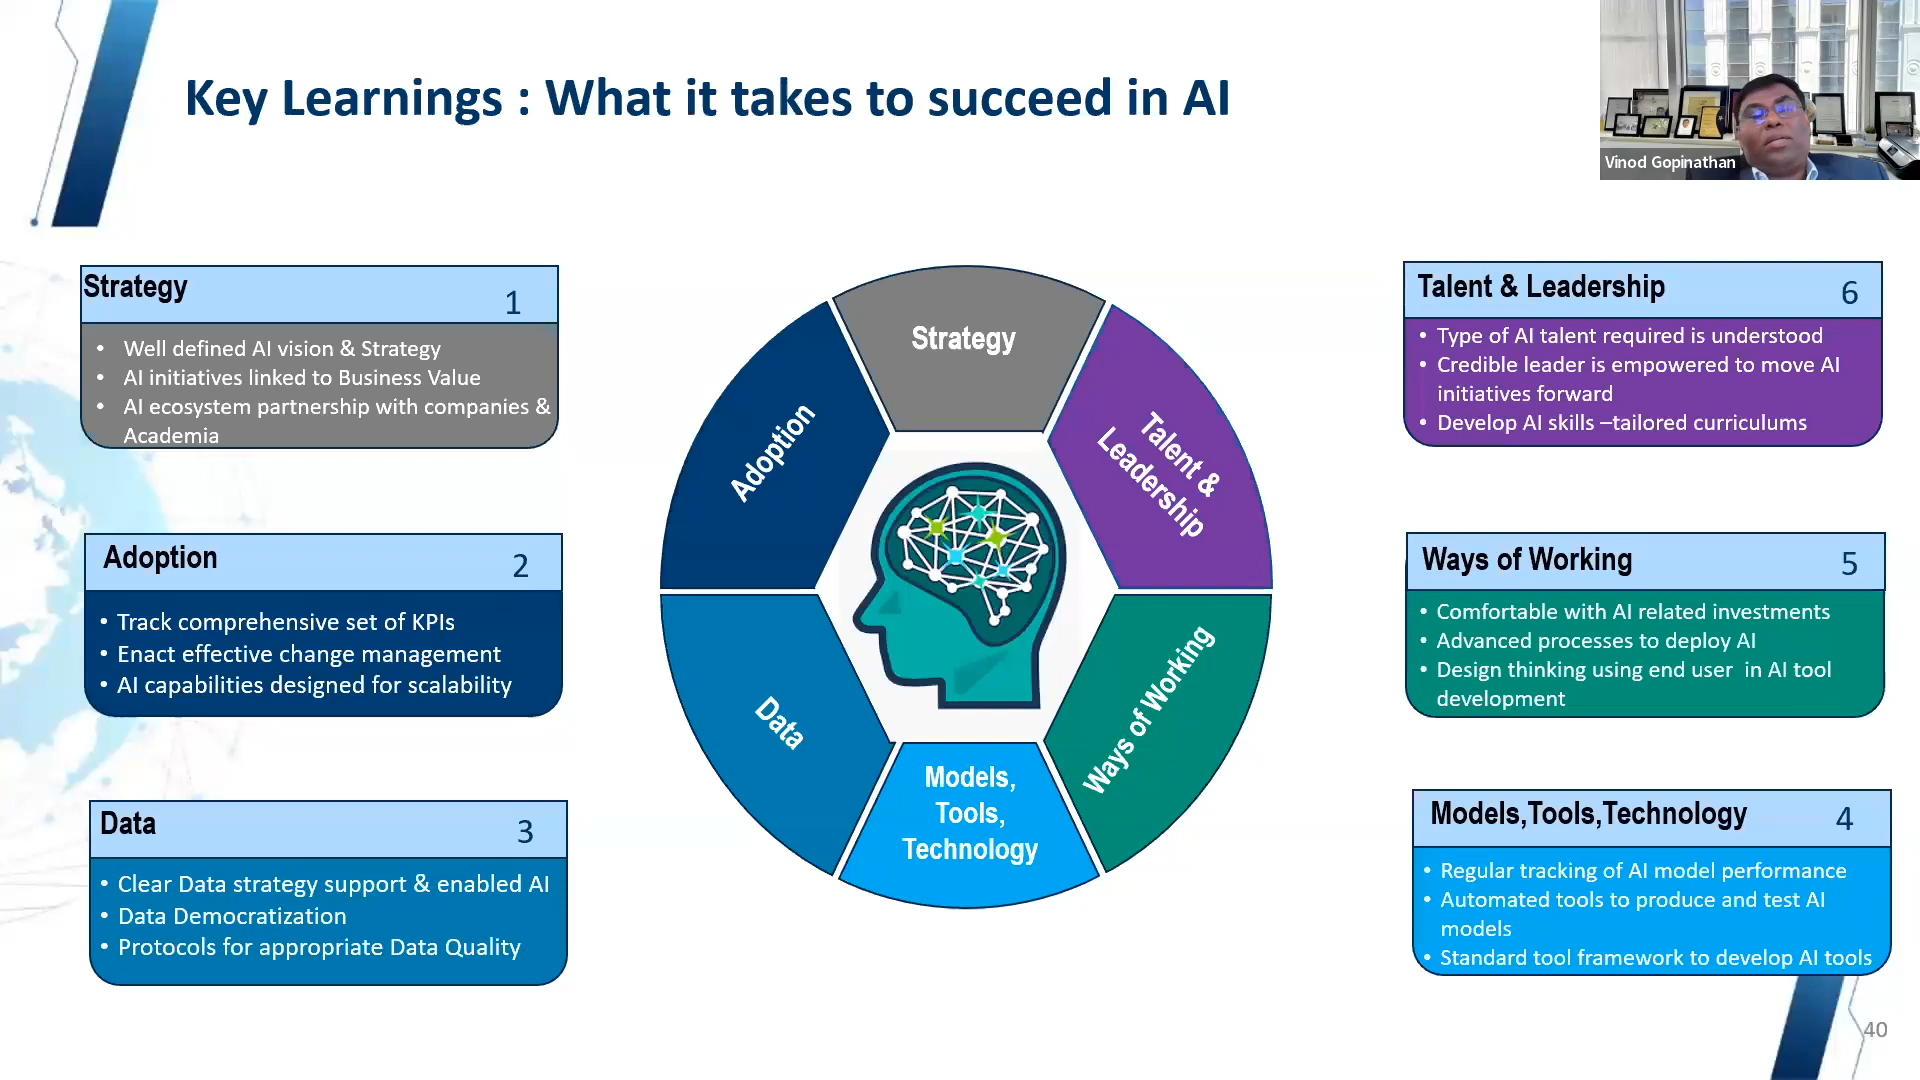 Key Learnings : What it takes to succeed in AI
Vinod Gopinathan
Strategy
1
• Well defined AI vision & Strategy
• AI initiatives linked to Business Value
• AI ecosystem partnership with companies &
Academia
Adoption
2
• Track comprehensive set of KPIs
• Enact effective change management
• AI capabilities designed for scalability
Data
3
• Clear Data strategy support & enabled AI
• Data Democratization
• Protocols for appropriate Data Quality
Strategy
Adoption
Talent &
Leadership
Data
Ways of Working
Models,
Tools,
Technology
Talent & Leadership
6
• Type of AI talent required is understood
• Credible leader is empowered to move AI
initiatives forward
• Develop AI skills –tailored curriculums
Ways of Working
5
• Comfortable with AI related investments
• Advanced processes to deploy AI
• Design thinking using end user  in AI tool
development
Models,Tools,Technology
4
• Regular tracking of AI model performance
• Automated tools to produce and test AI
models
• Standard tool framework to develop AI tools
40